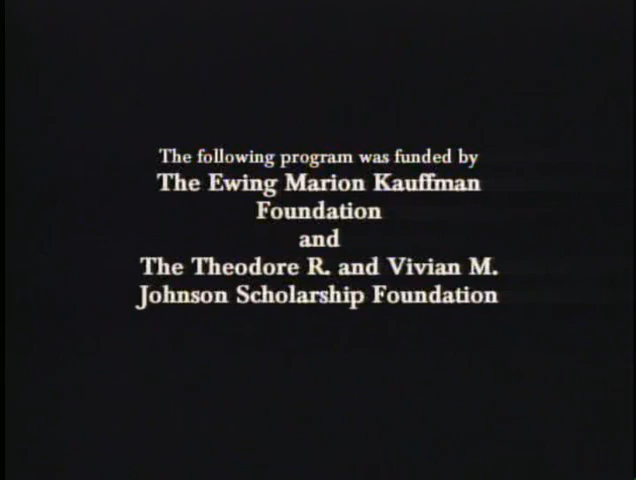 The following program was funded by
The Ewing Marion Kauffman
Foundation
and
The Theodore R. and Vivian M.
Johnson Scholarship Foundation